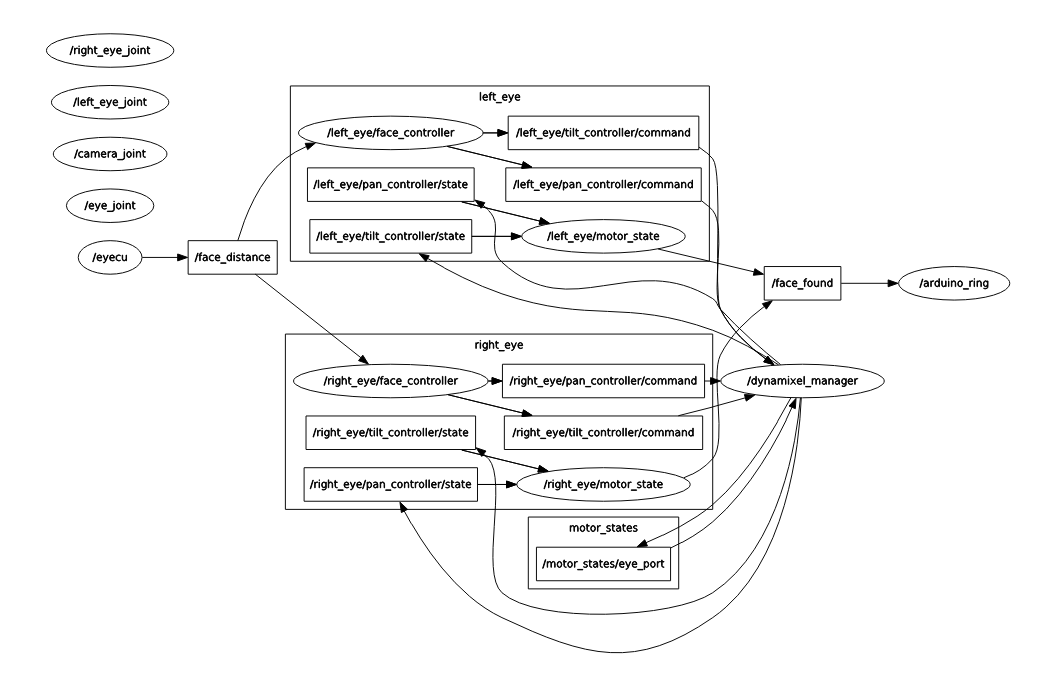 /right_eye_joint
/left_eye_joint
/camera_joint
/eye_joint
/eyecu
/face_distance
left_eye
/left_eye/face_controller
/left_eye/tilt_controller/command
/left_eye/pan_controller/state
/left_eye/pan_controller/command
/left_eye/tilt_controller/state
/left_eye/motor_state
/face_found
/arduino_ring
right_eye
/right_eye/face_controller
/right_eye/pan_controller/command
/dynamixel_manager
/right_eye/tilt_controller/state
/right_eye/tilt_controller/command
/right_eye/pan_controller/state
/right_eye/motor_state
motor_states
/motor_states/eye_port